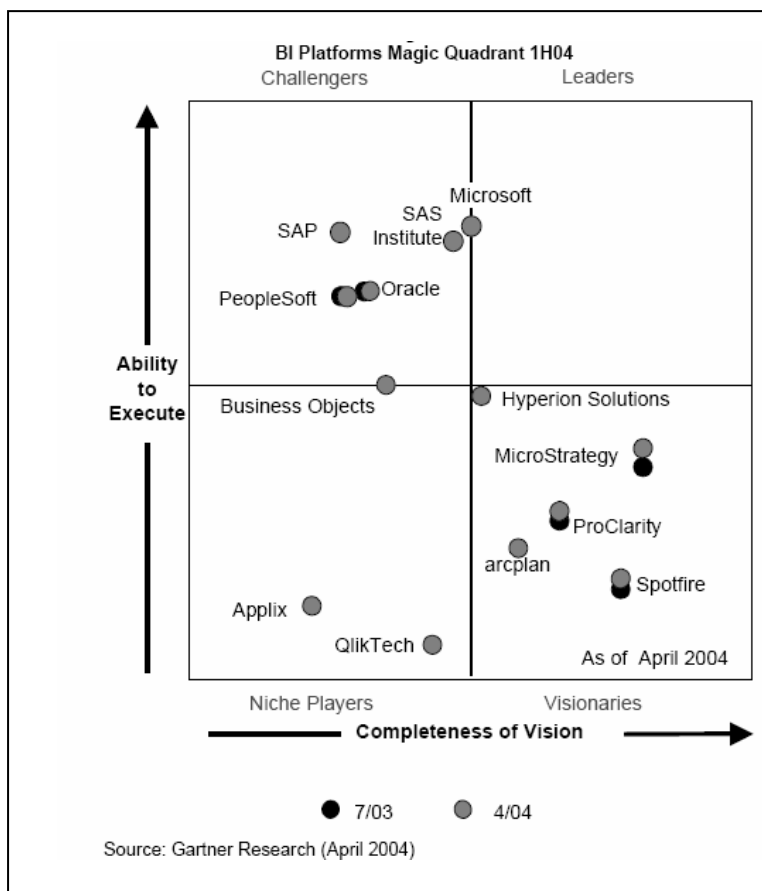 BI Platforms Magic Quadrant 1H04
Challengers
Leaders
Microsoft
SAS
Institute
SAP
PeopleSoft
Oracle
Ability
to
Execute
Business Objects
Hyperion Solutions
MicroStrategy
ProClarity
arcplan
Spotfire
Applix
QlikTech
As of April 2004
Niche Players
Visionaries
Completeness of Vision
7/03
4/04
Source: Gartner Research (April 2004)